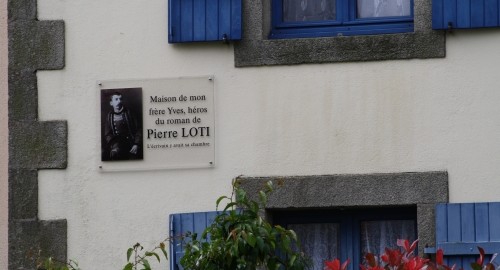 Maison de mon
frère Yves, héros
du roman de
Pierre LOTI
L'écrivain y avait sa chambre